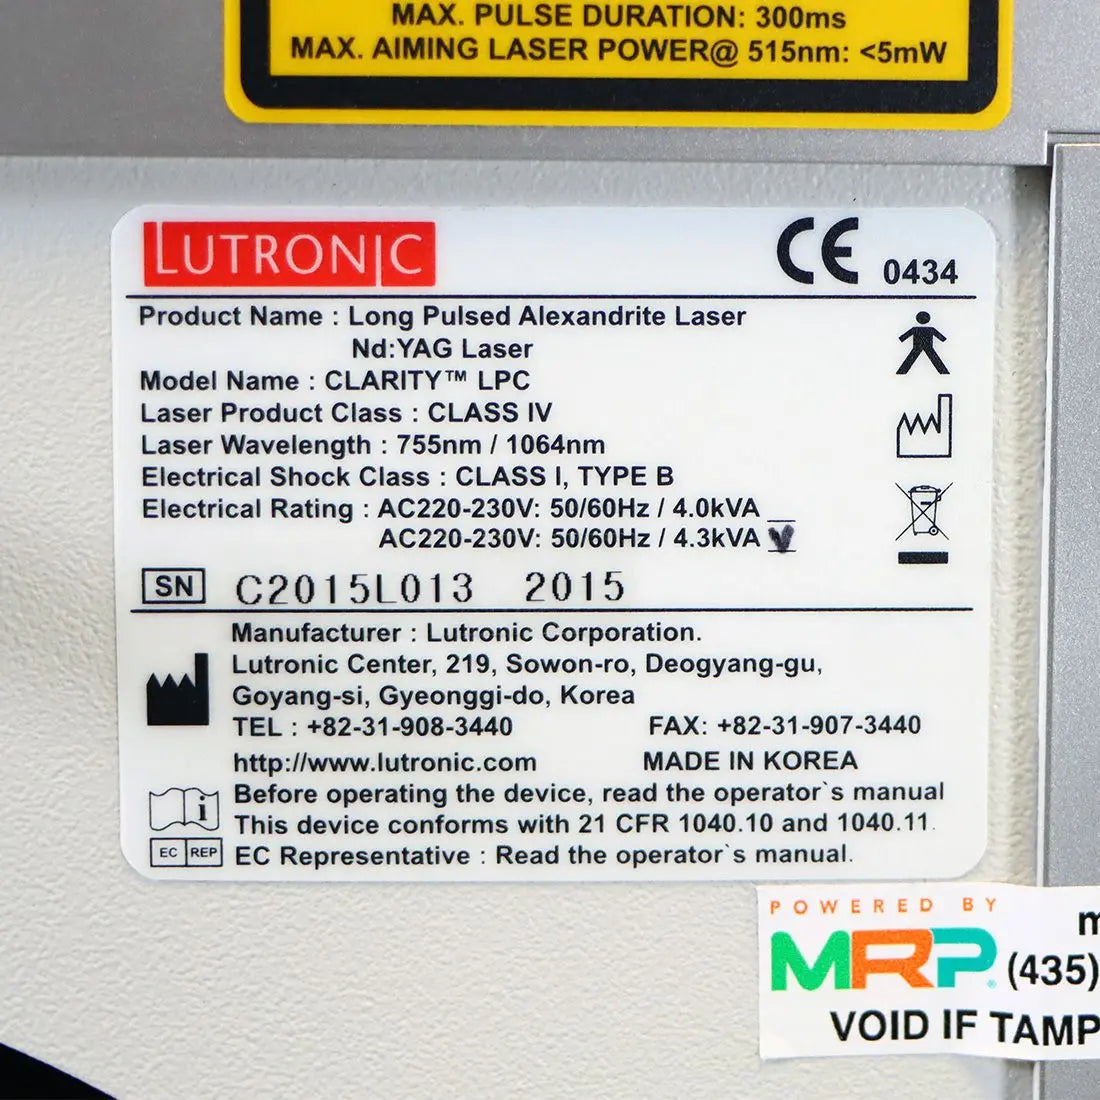 MAX. PULSE DURATION: 300ms
MAX. AIMING LASER POWER@ 515nm: <5mW
LUTRONIC
CE 0434
Product Name : Long Pulsed Alexandrite Laser
Nd:YAG Laser
Model Name : CLARITY™ LPC
Laser Product Class : CLASS IV
Laser Wavelength : 755nm / 1064nm
Electrical Shock Class : CLASS I, TYPE B
Electrical Rating : AC220-230V: 50/60Hz / 4.0kVA
AC220-230V: 50/60Hz / 4.3kVA
SN C2015L013 2015
Manufacturer : Lutronic Corporation.
Lutronic Center, 219, Sowon-ro, Deogyang-gu,
Goyang-si, Gyeonggi-do, Korea
TEL : +82-31-908-3440 FAX: +82-31-907-3440
http://www.lutronic.com MADE IN KOREA
i Before operating the device, read the operator`s manual
This device conforms with 21 CFR 1040.10 and 1040.11.
EC REP EC Representative : Read the operator`s manual.
POWERED BY
MRP® (435)
VOID IF TAMP